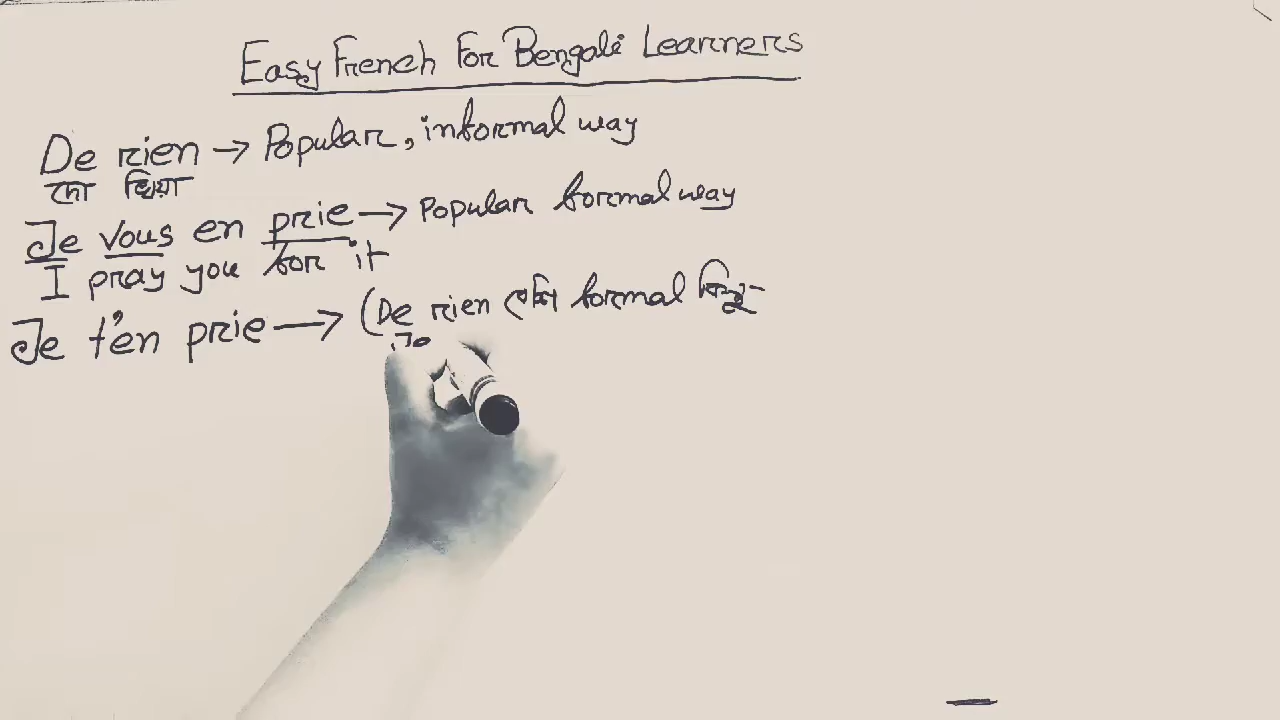 Easy French For Bengali Learners
De rien → Popular, informal way
Je vous en prie → Popular formal way
I pray you for it
Je t'en prie → (De rien formal কিন্তু-
Je